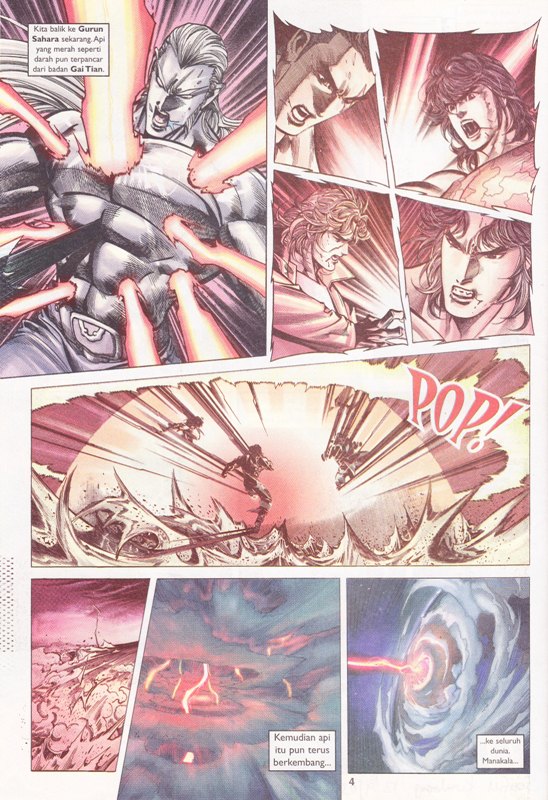 Kita balik ke Gurun
Sahara sekarang. Api
yang merah seperti
darah pun terpancar
dari badan Gai Tian.
POP!
Kemudian api
itu pun terus
berkembang...
...ke seluruh
dunia.
Manakala...
4